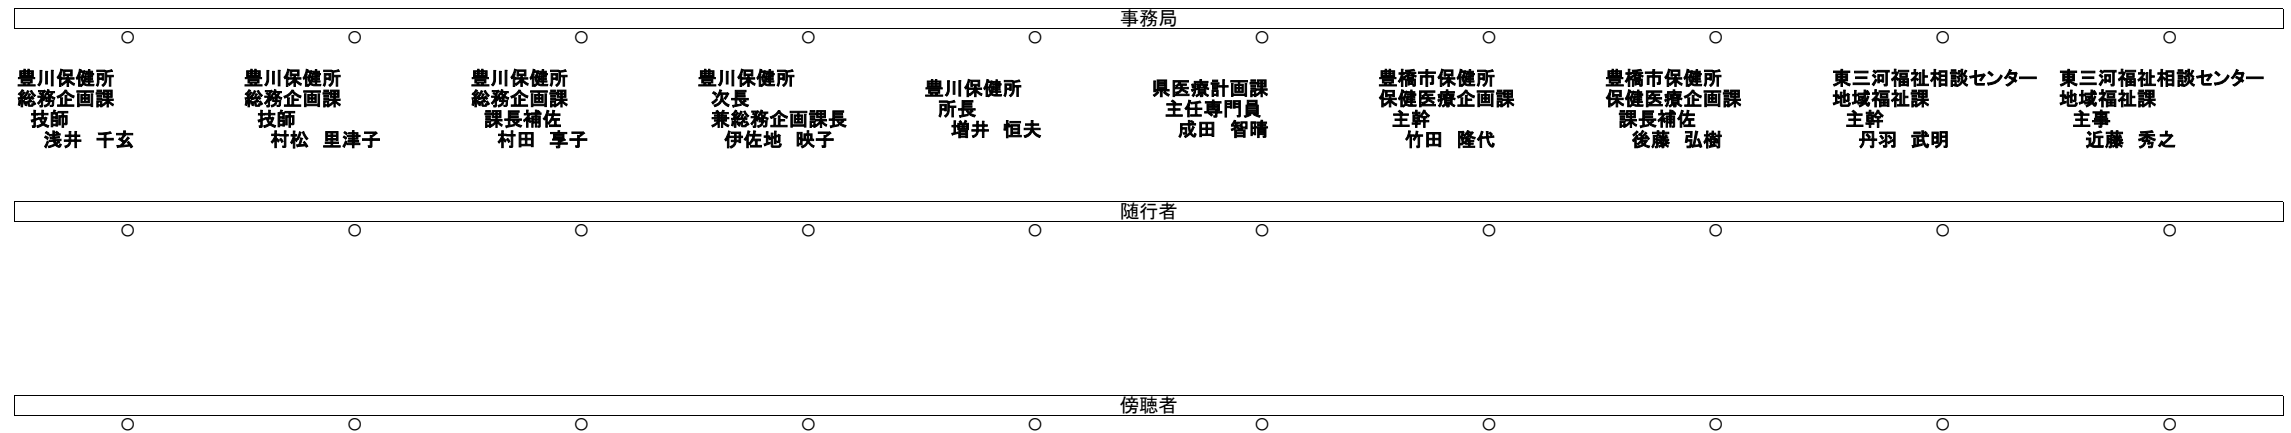 事務局
○ ○ ○ ○ ○ ○ ○ ○ ○ ○
豊川保健所
総務企画課
技師
浅井　千玄
豊川保健所
総務企画課
技師
村松　里津子
豊川保健所
総務企画課
課長補佐
村田　享子
豊川保健所
次長
兼総務企画課長
伊佐地　映子
豊川保健所
所長
増井　恒夫
県医療計画課
主任専門員
成田　智晴
豊橋市保健所
保健医療企画課
主幹
竹田　隆代
豊橋市保健所
保健医療企画課
課長補佐
後藤　弘樹
東三河福祉相談センター
地域福祉課
主幹
丹羽　武明
東三河福祉相談センター
地域福祉課
主事
近藤　秀之
随行者
○ ○ ○ ○ ○ ○ ○ ○ ○ ○
傍聴者
○ ○ ○ ○ ○ ○ ○ ○ ○ ○